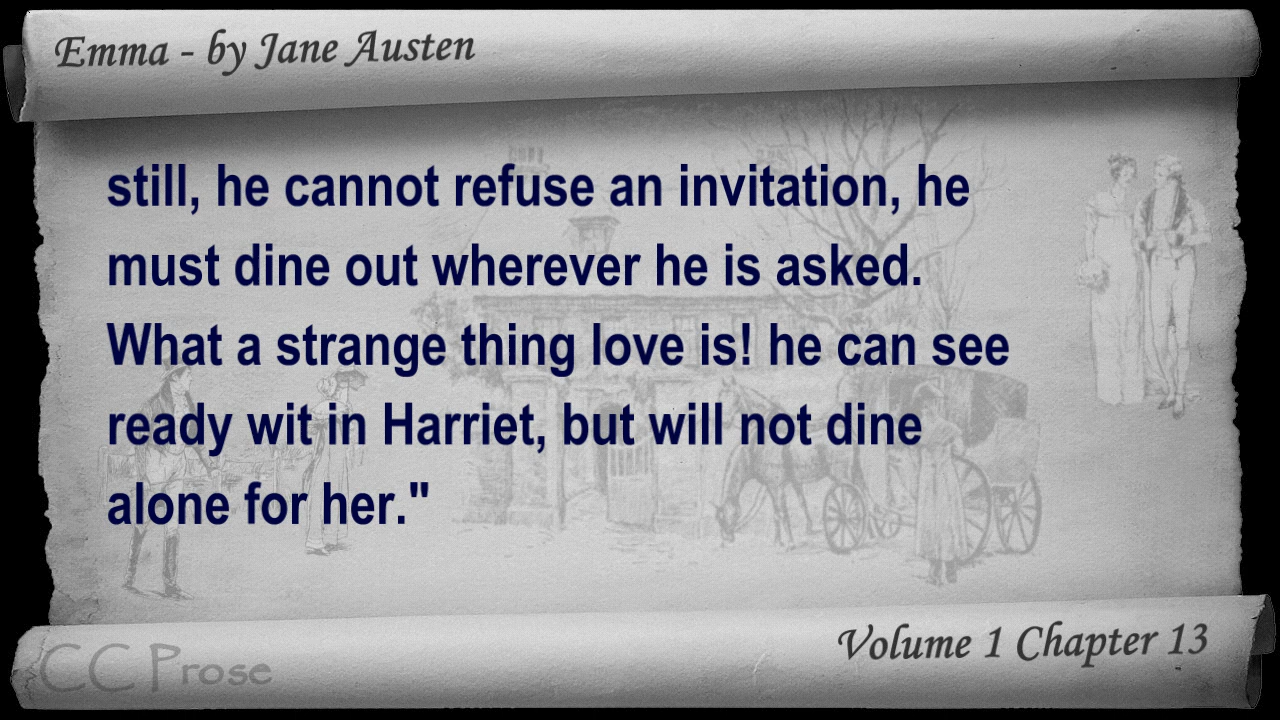 Emma - by Jane Austen
still, he cannot refuse an invitation, he
must dine out wherever he is asked.
What a strange thing love is! he can see
ready wit in Harriet, but will not dine
alone for her."
Volume 1 Chapter 13
CC Prose